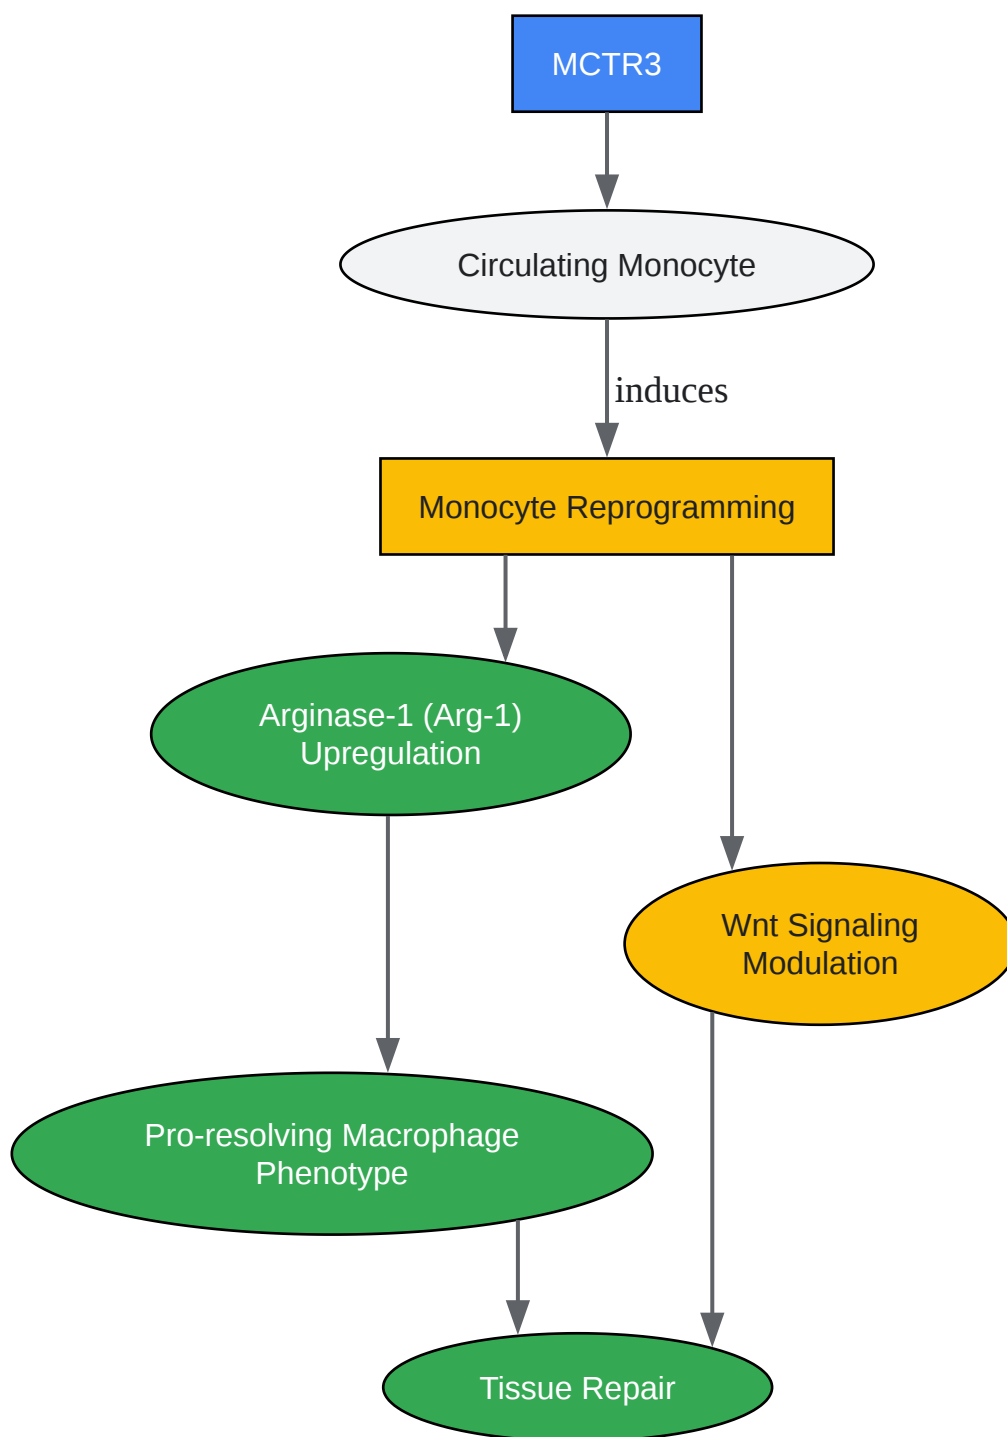 MCTR3
Circulating Monocyte
induces
Monocyte Reprogramming
Arginase-1 (Arg-1)
Upregulation
Wnt Signaling
Modulation
Pro-resolving Macrophage
Phenotype
Tissue Repair